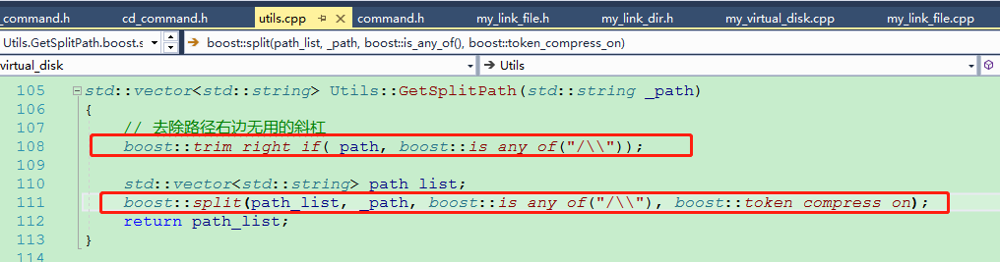 _command.h cd_command.h utils.cpp command.h my_link_file.h my_link_dir.h my_virtual_disk.cpp my_link_file.cpp
Utils.GetSplitPath.boost.s boost::split(path_list, _path, boost::is_any_of(), boost::token_compress_on)
virtual_disk Utils
105 std::vector<std::string> Utils::GetSplitPath(std::string _path)
106 {
107 // 去除路径右边无用的斜杠
108 boost::trim_right_if(_path, boost::is_any_of("/\\"));
109
110 std::vector<std::string> path_list;
111 boost::split(path_list, _path, boost::is_any_of("/\\"), boost::token_compress_on);
112 return path_list;
113 }
114